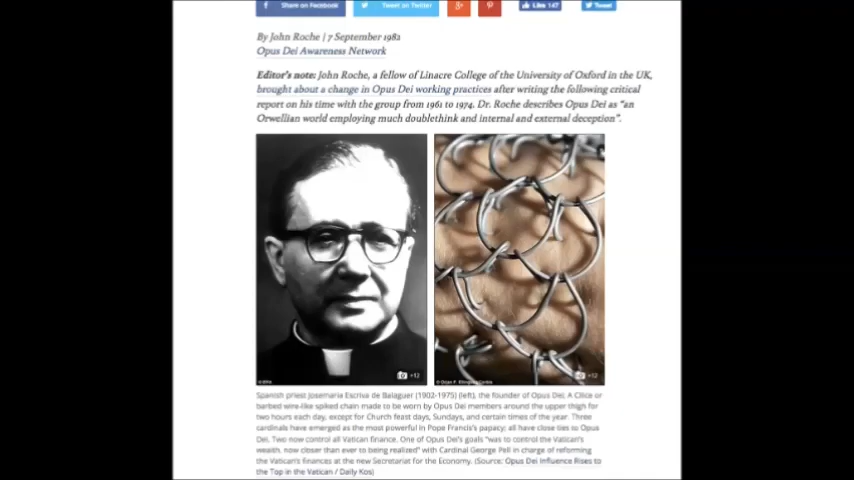 Share on Facebook
Tweet on Twitter
Like 147
Tweet
By John Roche | 7 September 1982
Opus Dei Awareness Network
Editor's note: John Roche, a fellow of Linacre College of the University of Oxford in the UK,
brought about a change in Opus Dei working practices after writing the following critical
report on his time with the group from 1961 to 1974. Dr. Roche describes Opus Dei as "an
Orwellian world employing much doublethink and internal and external deception".
+12
+12
Spanish priest Josemaria Escriva de Balaguer (1902-1975) (left), the founder of Opus Dei. A Cilice or
barbed wire-like spiked chain made to be worn by Opus Dei members around the upper thigh for
two hours each day, except for Church feast days, Sundays, and certain times of the year. Three
cardinals have emerged as the most powerful in Pope Francis's papacy; all have close ties to Opus
Dei. Two now control all Vatican finance. One of Opus Dei's goals "was to control the Vatican's
wealth, now closer than ever to being realized" with Cardinal George Pell in charge of reforming
the Vatican's finances at the new Secretariat for the Economy. (Source: Opus Dei Influence Rises to
the Top in the Vatican / Daily Kos)